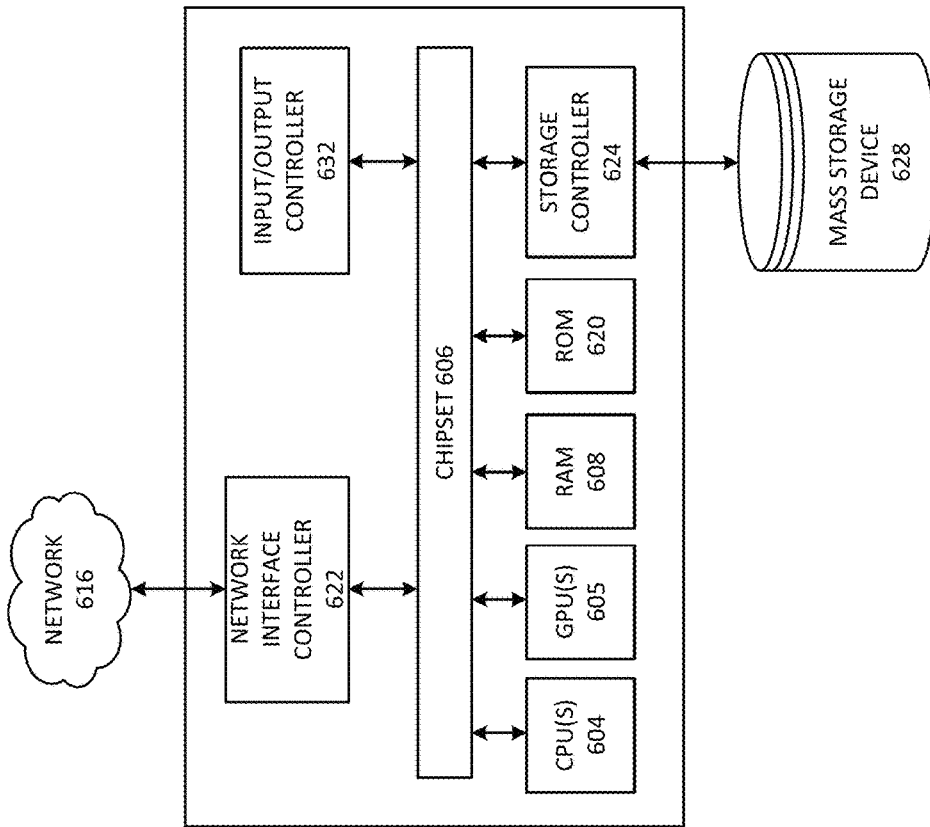 NETWORK
616
NETWORK
INTERFACE
CONTROLLER
622
INPUT/OUTPUT
CONTROLLER
632
CHIPSET 606
CPU(S)
604
GPU(S)
605
RAM
608
ROM
620
STORAGE
CONTROLLER
624
MASS STORAGE
DEVICE
628